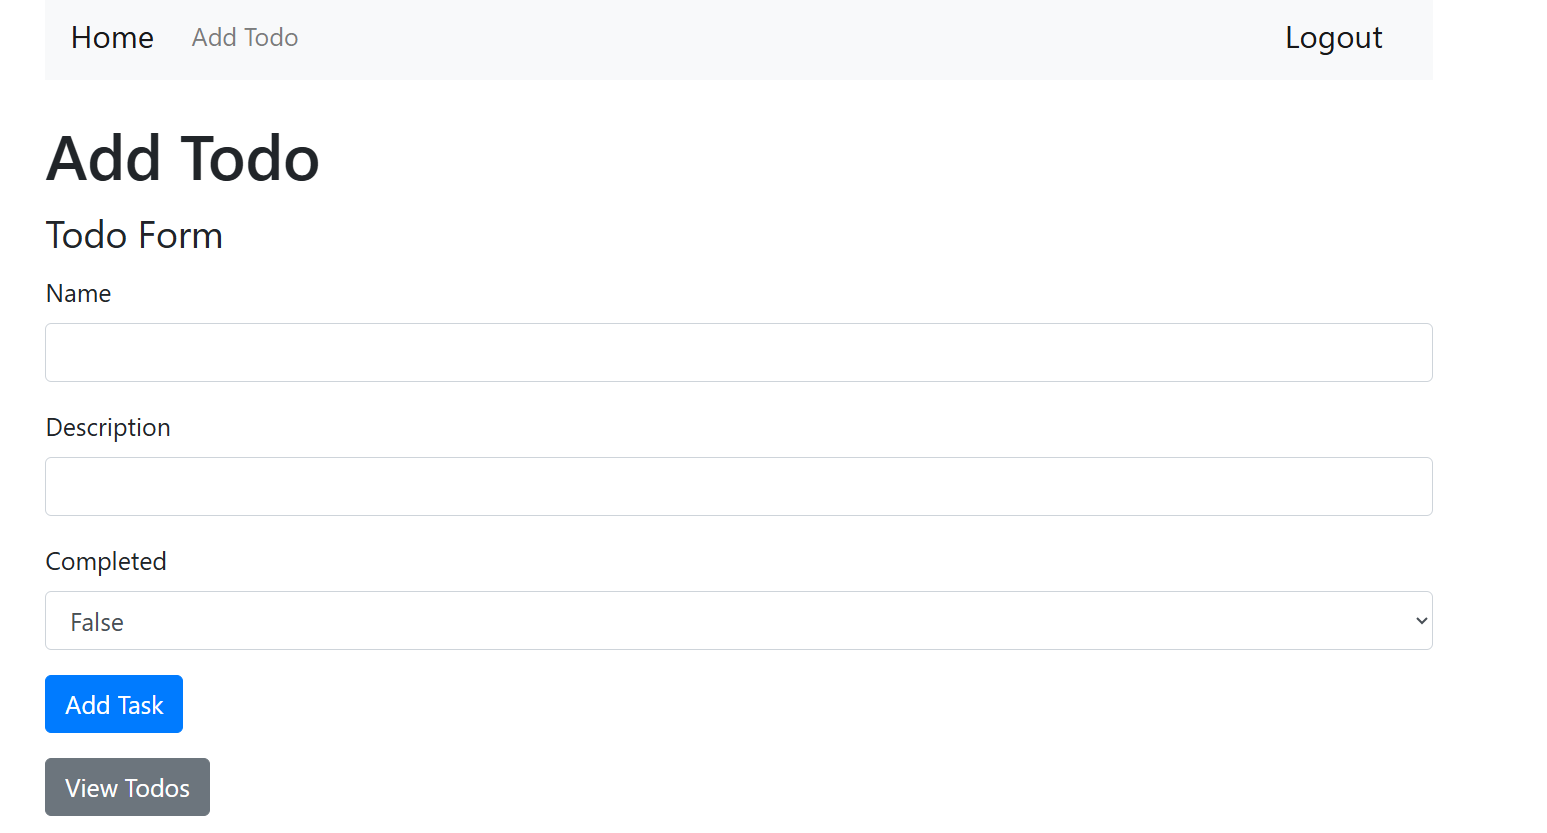 Home Add Todo Logout
Add Todo
Todo Form
Name
Description
Completed
False
Add Task
View Todos